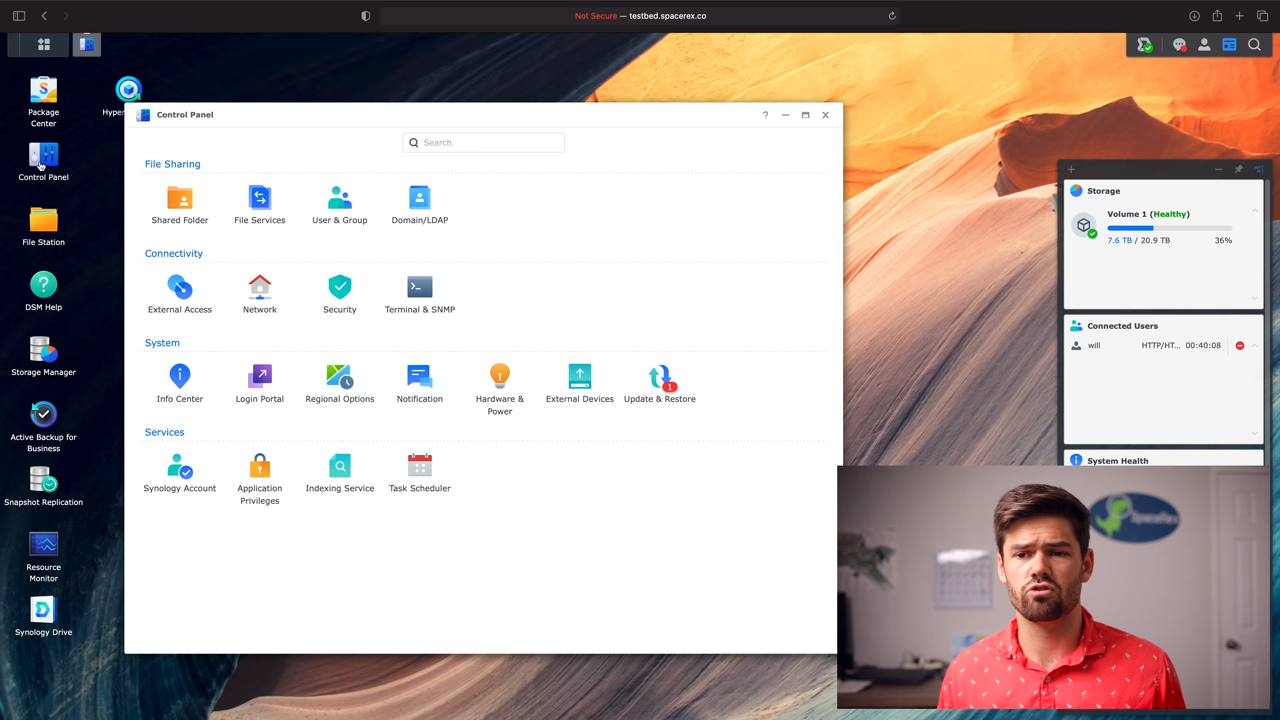 Not Secure — testbed.spacerex.co
Package
Center
Control Panel
File Station
DSM Help
Storage Manager
Active Backup for
Business
Snapshot Replication
Resource
Monitor
Synology Drive
Hyper
Control Panel
?
Search
File Sharing
Shared Folder
File Services
User & Group
Domain/LDAP
Connectivity
External Access
Network
Security
Terminal & SNMP
System
Info Center
Login Portal
Regional Options
Notification
Hardware &
Power
External Devices
Update & Restore
1
Services
Synology Account
Application
Privileges
Indexing Service
Task Scheduler
Storage
Volume 1 (Healthy)
7.6 TB / 20.9 TB 36%
Connected Users
will HTTP/HT... 00:40:08
System Health
SpaceRex